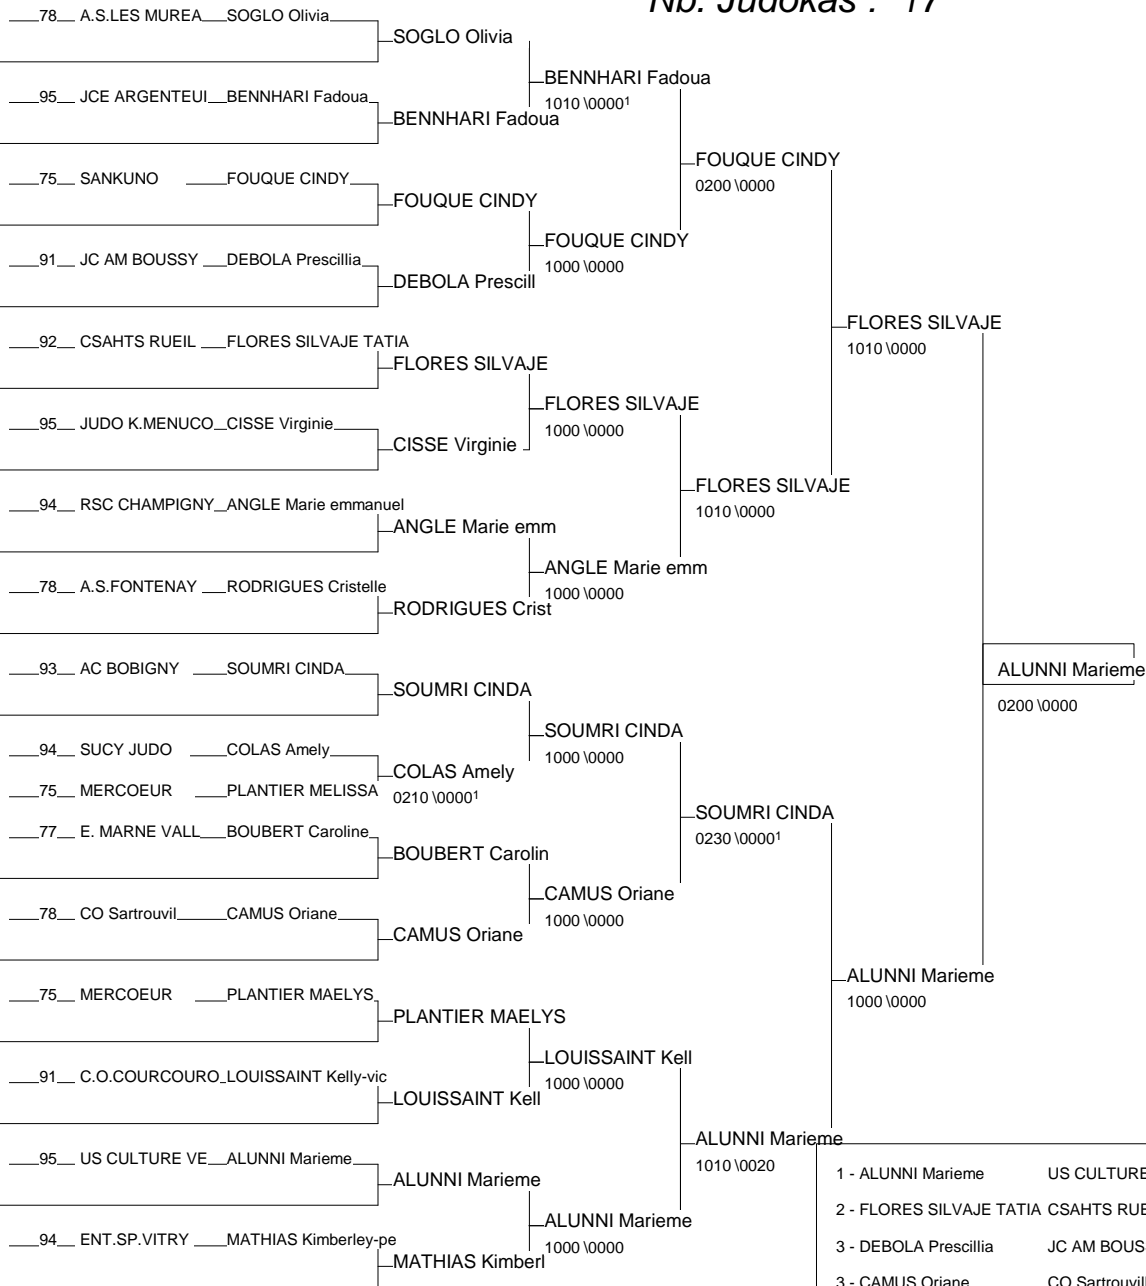 Nb. Judokas : 17
78 A.S.LES MUREA SOGLO Olivia
SOGLO Olivia
BENNHARI Fadoua
1010 \0000¹
95 JCE ARGENTEUI BENNHARI Fadoua
BENNHARI Fadoua
FOUQUE CINDY
0200 \0000
75 SANKUNO FOUQUE CINDY
FOUQUE CINDY
FOUQUE CINDY
1000 \0000
91 JC AM BOUSSY DEBOLA Prescillia
DEBOLA Prescill
FLORES SILVAJE
1010 \0000
92 CSAHTS RUEIL FLORES SILVAJE TATIA
FLORES SILVAJE
FLORES SILVAJE
1000 \0000
95 JUDO K.MENUCO CISSE Virginie
CISSE Virginie
FLORES SILVAJE
1010 \0000
94 RSC CHAMPIGNY ANGLE Marie emmanuel
ANGLE Marie emm
ANGLE Marie emm
1000 \0000
78 A.S.FONTENAY RODRIGUES Cristelle
RODRIGUES Crist
ALUNNI Marieme
0200 \0000
93 AC BOBIGNY SOUMRI CINDA
SOUMRI CINDA
SOUMRI CINDA
1000 \0000
94 SUCY JUDO COLAS Amely
COLAS Amely
75 MERCOEUR PLANTIER MELISSA
0210 \0000¹
SOUMRI CINDA
0230 \0000¹
77 E. MARNE VALL BOUBERT Caroline
BOUBERT Carolin
CAMUS Oriane
1000 \0000
78 CO Sartrouvil CAMUS Oriane
CAMUS Oriane
ALUNNI Marieme
1000 \0000
75 MERCOEUR PLANTIER MAELYS
PLANTIER MAELYS
LOUISSAINT Kell
1000 \0000
91 C.O.COURCOURO LOUISSAINT Kelly-vic
LOUISSAINT Kell
ALUNNI Marieme
1010 \0020
95 US CULTURE VE ALUNNI Marieme
ALUNNI Marieme
ALUNNI Marieme
1000 \0000
94 ENT.SP.VITRY MATHIAS Kimberley-pe
MATHIAS Kimberl
1 - ALUNNI Marieme US CULTURE
2 - FLORES SILVAJE TATIA CSAHTS RUE
3 - DEBOLA Prescillia JC AM BOUS
3 - CAMUS Oriane CO Sartrouvil